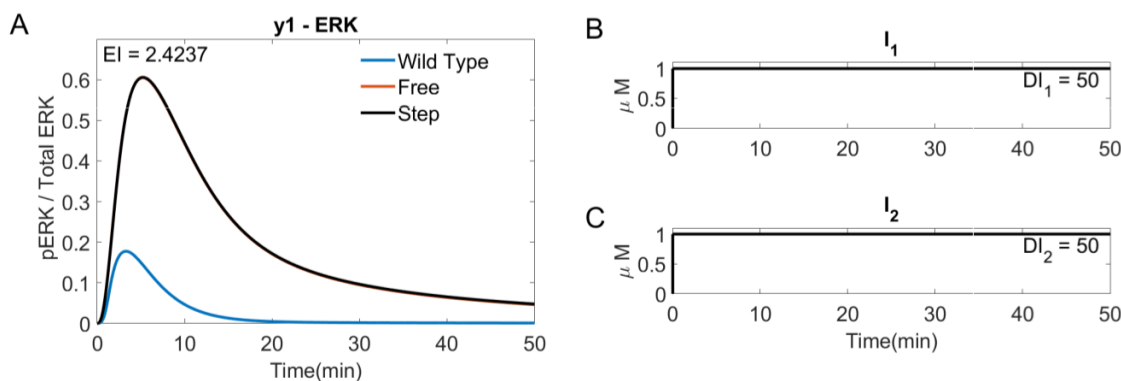 A
y1 - ERK
EI = 2.4237
Wild Type
Free
Step
pERK / Total ERK
0.6
0.5
0.4
0.3
0.2
0.1
0
0 10 20 30 40 50
Time(min)
B
I1
μ M
1
0.5
0
DI1 = 50
0 10 20 30 40 50
C
I2
μ M
1
0.5
0
DI2 = 50
0 10 20 30 40 50
Time(min)